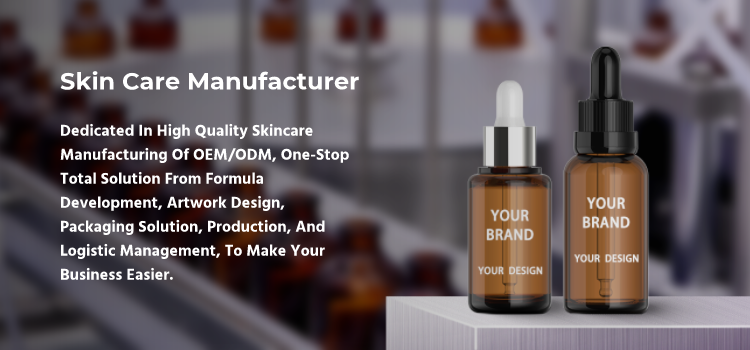 Skin Care Manufacturer
Dedicated In High Quality Skincare
Manufacturing Of OEM/ODM, One-Stop
Total Solution From Formula
Development, Artwork Design,
Packaging Solution, Production, And
Logistic Management, To Make Your
Business Easier.
YOUR
BRAND
YOUR DESIGN
YOUR
BRAND
YOUR DESIGN